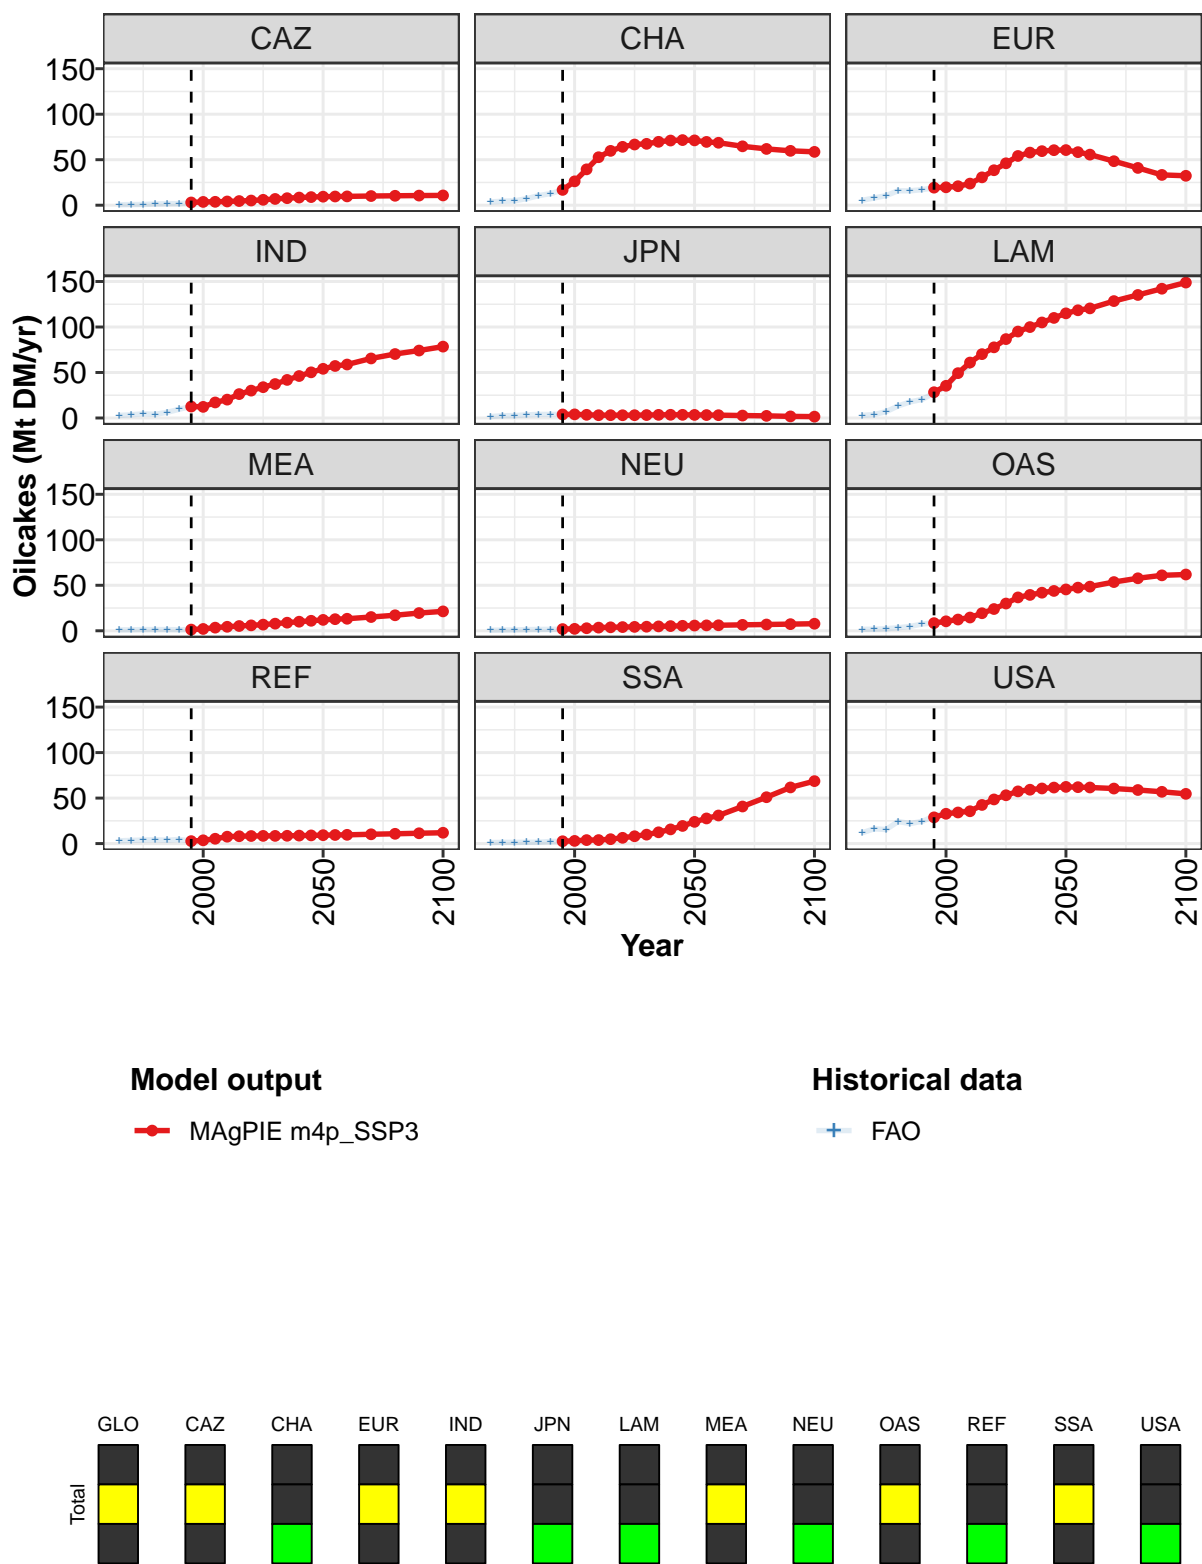 CAZ CHA EUR
150
100
50
0
IND JPN LAM
150
100
50
0
MEA NEU OAS
150
100
50
0
REF SSA USA
150
100
50
0
Oilcakes (Mt DM/yr)
2000 2050 2100 2000 2050 2100 2000 2050 2100
Year
Model output Historical data
MAgPIE m4p_SSP3 FAO
GLO CAZ CHA EUR IND JPN LAM MEA NEU OAS REF SSA USA
Total